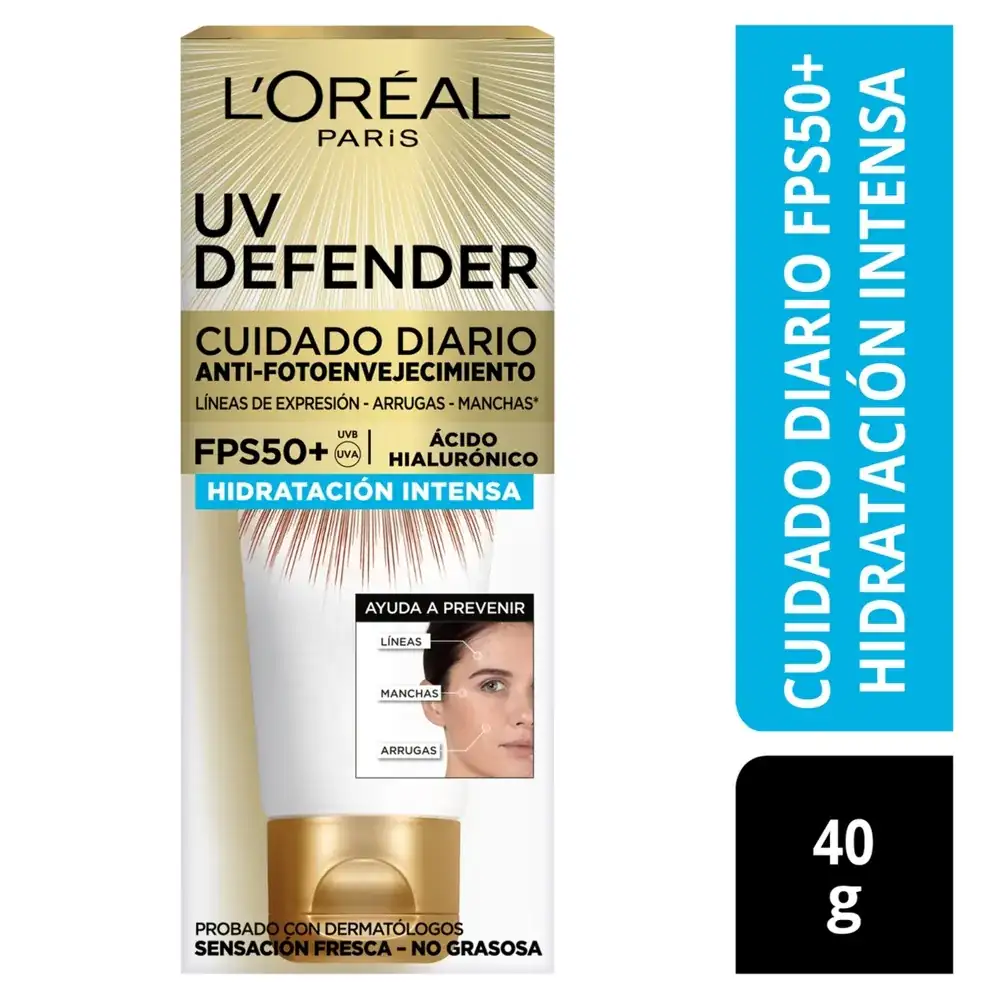 L'ORÉAL
PARiS
UV
DEFENDER
CUIDADO DIARIO
ANTI-FOTOENVEJECIMIENTO
LÍNEAS DE EXPRESIÓN - ARRUGAS - MANCHAS*
FPS50+ UVB UVA | ÁCIDO HIALURÓNICO
HIDRATACIÓN INTENSA
AYUDA A PREVENIR
LÍNEAS
MANCHAS
ARRUGAS
PROBADO CON DERMATÓLOGOS
SENSACIÓN FRESCA – NO GRASOSA
CUIDADO DIARIO FPS50+
HIDRATACIÓN INTENSA
40
g